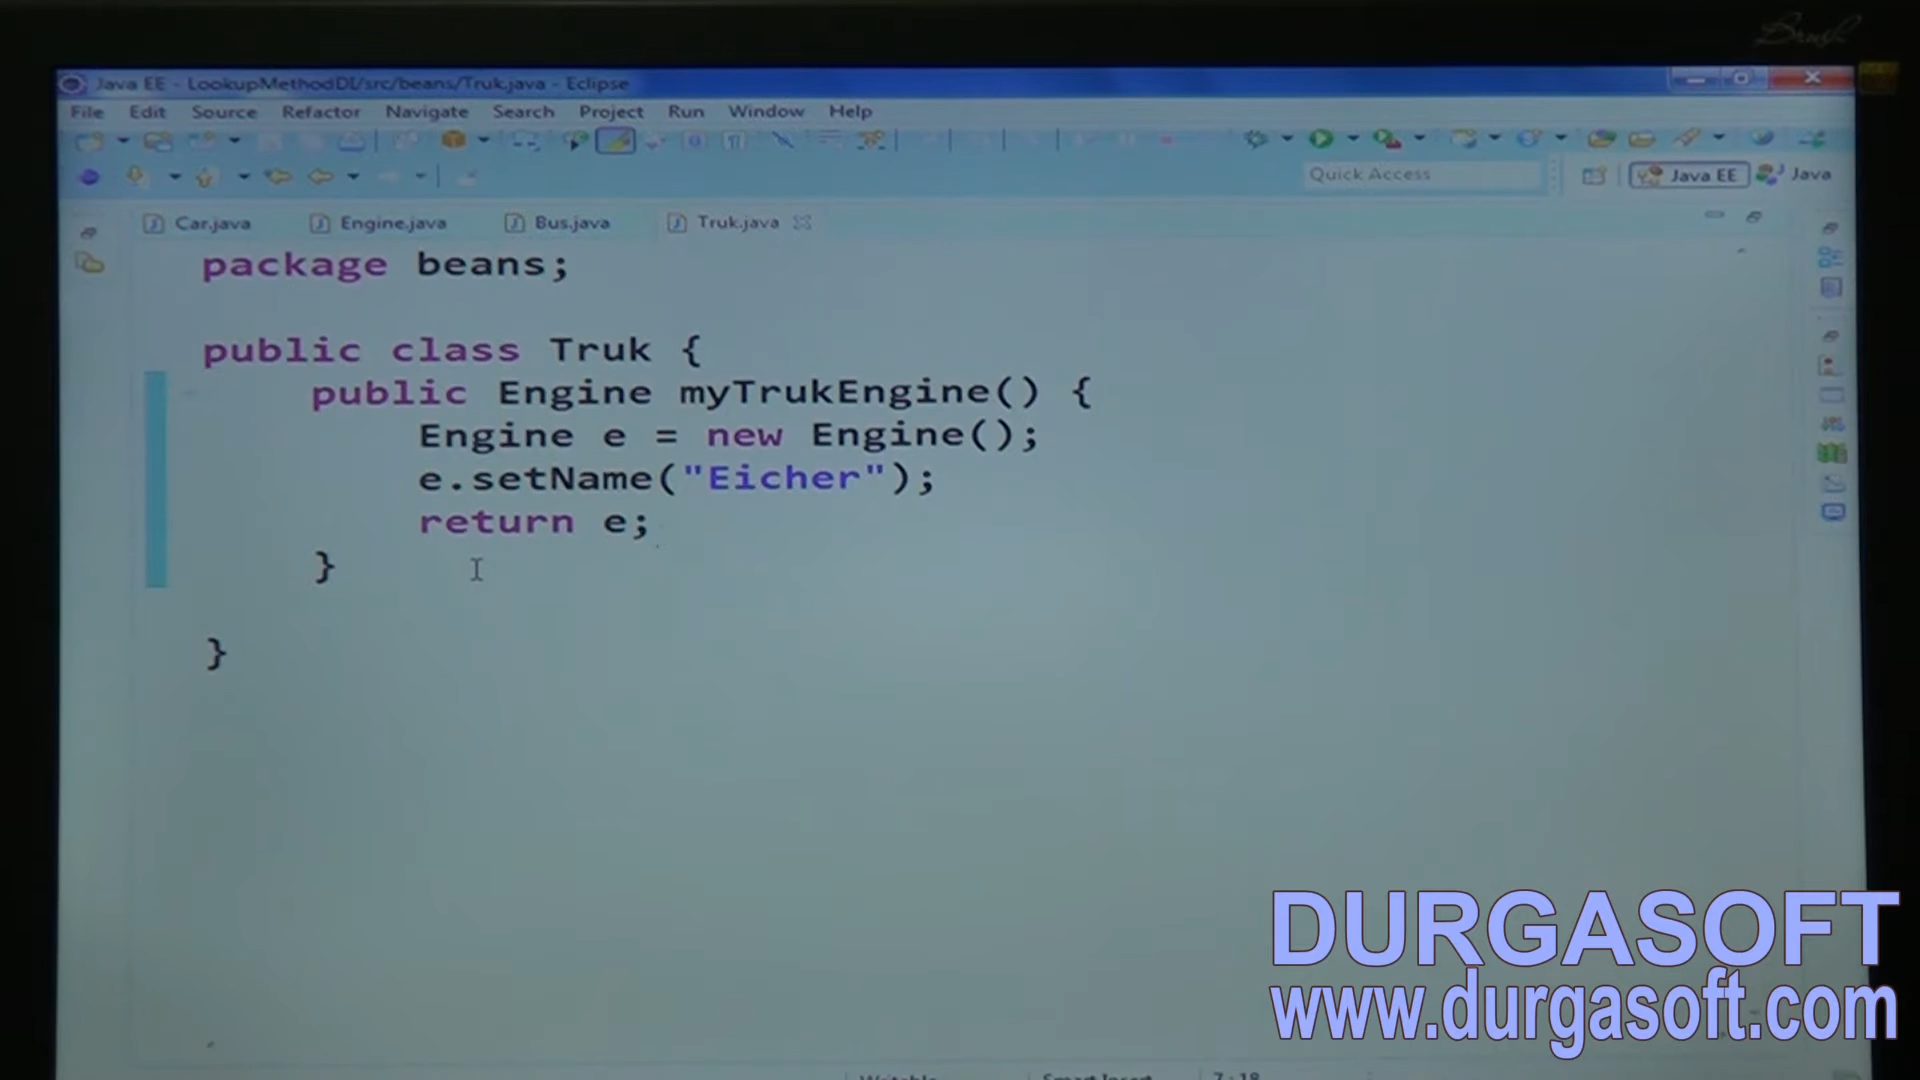 Brush
Java EE - LookupMethodDI/src/beans/Truk.java - Eclipse
File Edit Source Refactor Navigate Search Project Run Window Help
Quick Access
Java EE
Java
Car.java
Engine.java
Bus.java
Truk.java
package beans;
public class Truk {
public Engine myTrukEngine() {
Engine e = new Engine();
e.setName("Eicher");
return e;
}
}
DURGASOFT
www.durgasoft.com